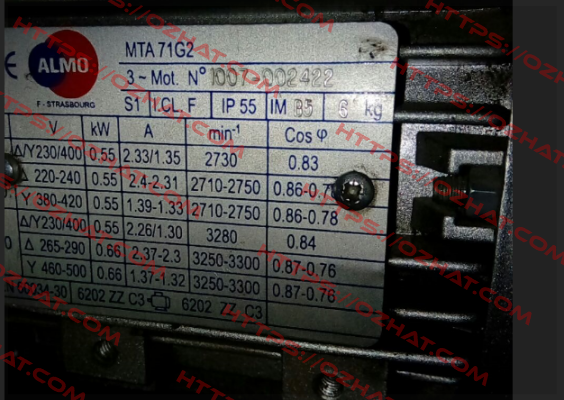 ALMO
F - STRASBOURG
MTA 71G2
3 ~ Mot. N° 1007-002422
S1 I.CL. F IP 55 IM B5 6 kg
V kW A min-1 Cos φ
Δ/Y230/400 0.55 2.33/1.35 2730 0.83
Δ 220-240 0.55 2.4-2.31 2710-2750 0.86-0.78
Y 380-420 0.55 1.39-1.33 2710-2750 0.86-0.78
Δ/Y230/400 0.55 2.26/1.30 3280 0.84
Δ 265-290 0.66 2.37-2.3 3250-3300 0.87-0.76
Y 460-500 0.66 1.37-1.32 3250-3300 0.87-0.76
N 60034-30 6202 ZZ C3 6202 ZZ C3
HTTPS://OZHAT.COM